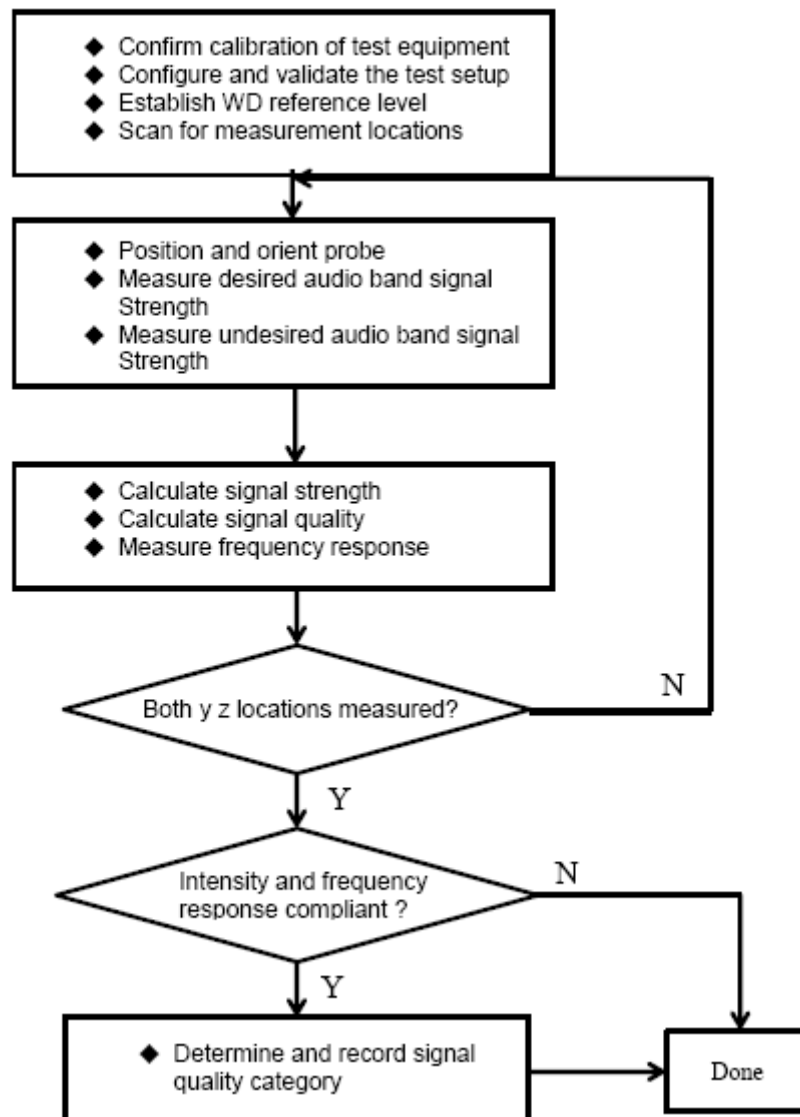 ◆ Confirm calibration of test equipment
◆ Configure and validate the test setup
◆ Establish WD reference level
◆ Scan for measurement locations
◆ Position and orient probe
◆ Measure desired audio band signal
Strength
◆ Measure undesired audio band signal
Strength
◆ Calculate signal strength
◆ Calculate signal quality
◆ Measure frequency response
Both y z locations measured?
N
Y
Intensity and frequency
response compliant ?
N
Y
◆ Determine and record signal
quality category
Done